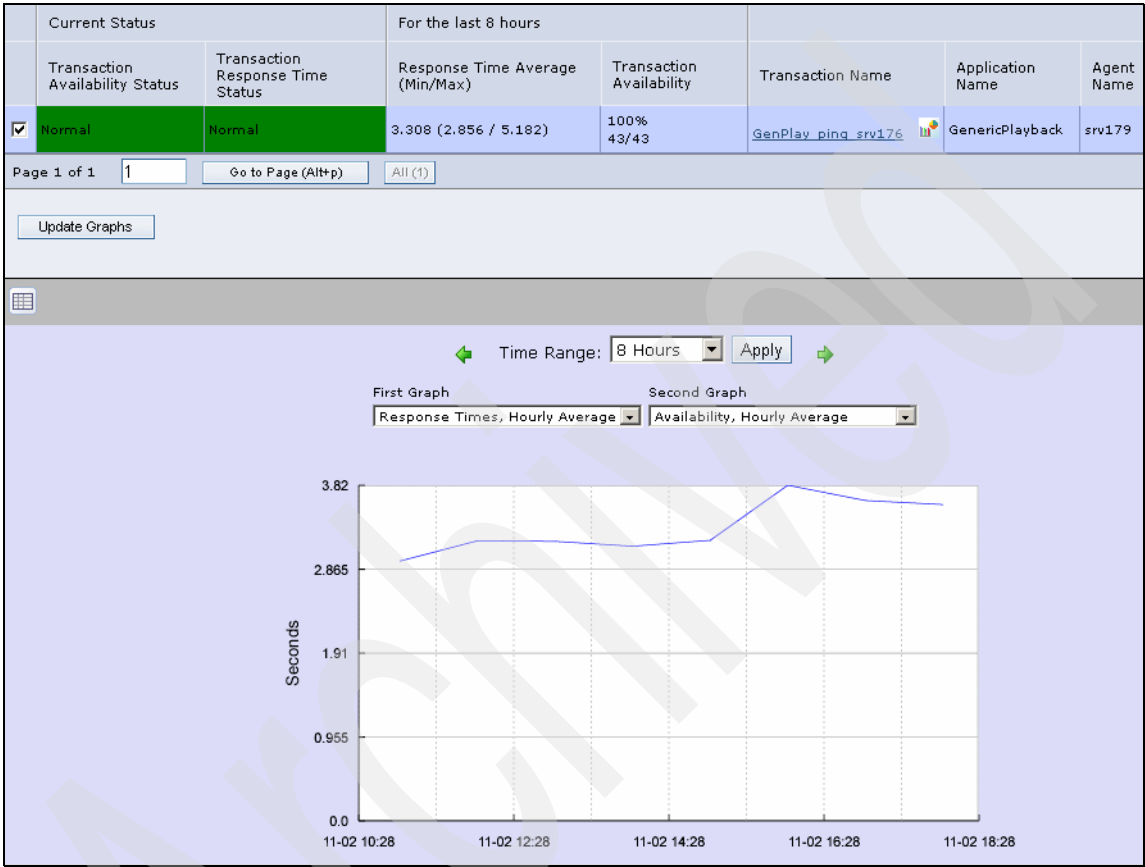 Current Status For the last 8 hours
Transaction Availability Status Transaction Response Time Status Response Time Average (Min/Max) Transaction Availability Transaction Name Application Name Agent Name
Normal Normal 3.308 (2.856 / 5.182) 100% 43/43 GenPlay_ping_srv176 GenericPlayback srv179
Page 1 of 1 1 Go to Page (Alt+p) All (1)
Update Graphs
Time Range: 8 Hours Apply
First Graph Second Graph
Response Times, Hourly Average Availability, Hourly Average
3.82
2.865
1.91
0.955
0.0
Seconds
11-02 10:28 11-02 12:28 11-02 14:28 11-02 16:28 11-02 18:28
Archived